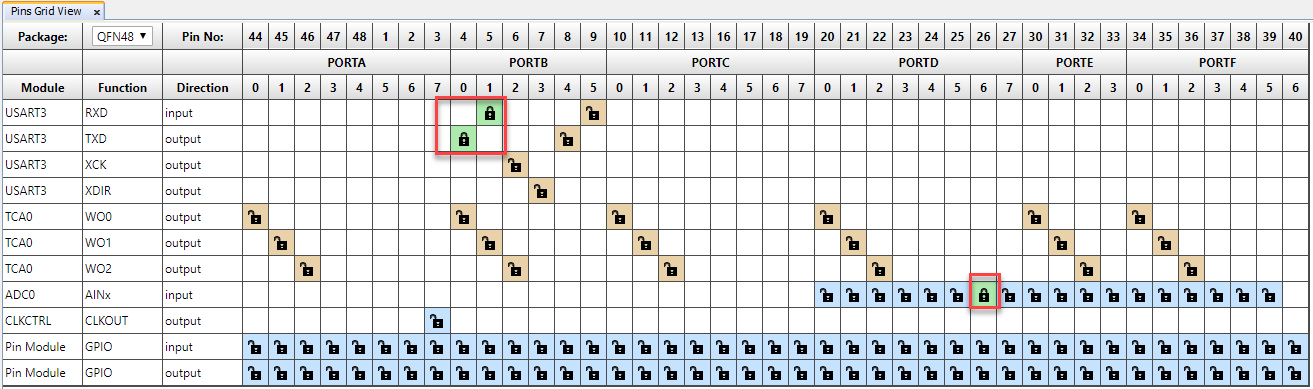 Pins Grid View x
Package: QFN48 Pin No: 44 45 46 47 48 1 2 3 4 5 6 7 8 9 10 11 12 13 14 15 16 17 20 21 22 23 24 25 26 27 30 31 32 33 34 35 36 37 38 39 40
PORTA PORTB PORTC PORTD PORTE PORTF
Module Function Direction 0 1 2 3 4 5 6 7 0 1 2 3 4 5 0 1 2 3 4 5 6 7 0 1 2 3 4 5 6 7 0 1 2 3 0 1 2 3 4 5 6
USART3 RXD input
USART3 TXD output
USART3 XCK output
USART3 XDIR output
TCA0 WO0 output
TCA0 WO1 output
TCA0 WO2 output
ADC0 AINx input
CLKCTRL CLKOUT output
Pin Module GPIO input
Pin Module GPIO output